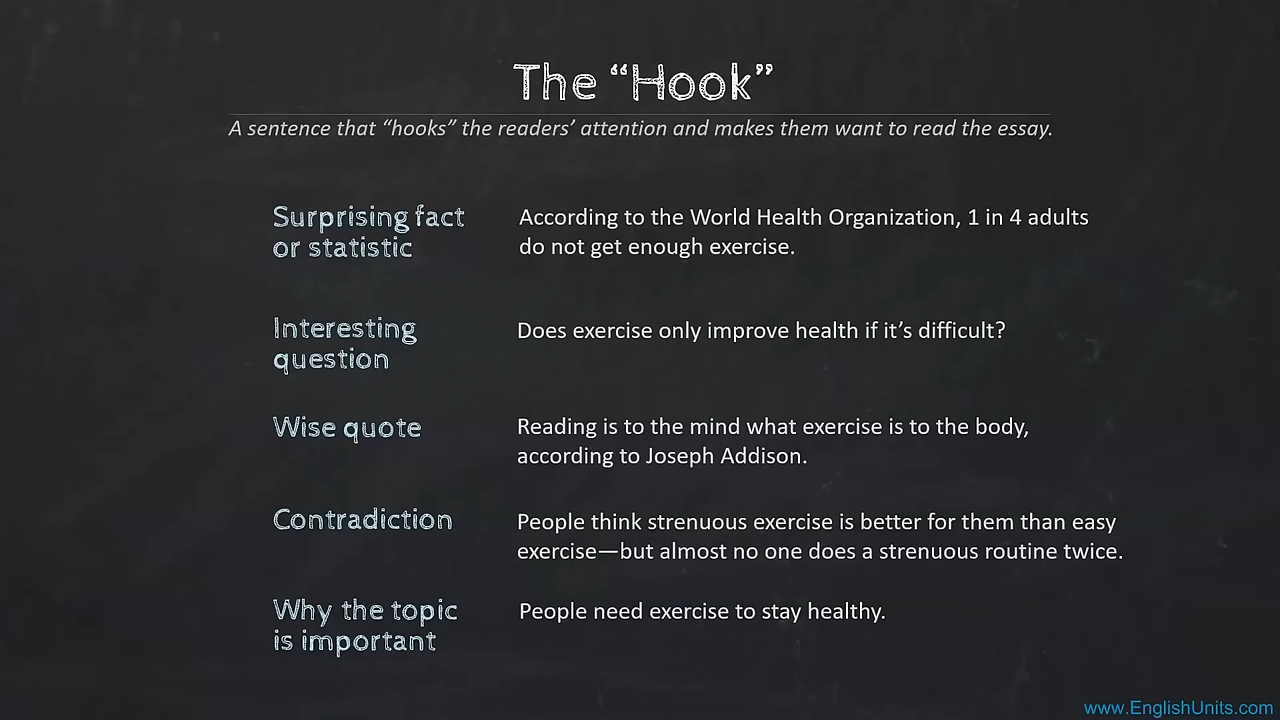 The “Hook”
A sentence that “hooks” the readers’ attention and makes them want to read the essay.
Surprising fact
or statistic
According to the World Health Organization, 1 in 4 adults
do not get enough exercise.
Interesting
question
Does exercise only improve health if it’s difficult?
Wise quote
Reading is to the mind what exercise is to the body,
according to Joseph Addison.
Contradiction
People think strenuous exercise is better for them than easy
exercise—but almost no one does a strenuous routine twice.
Why the topic
is important
People need exercise to stay healthy.
www.EnglishUnits.com